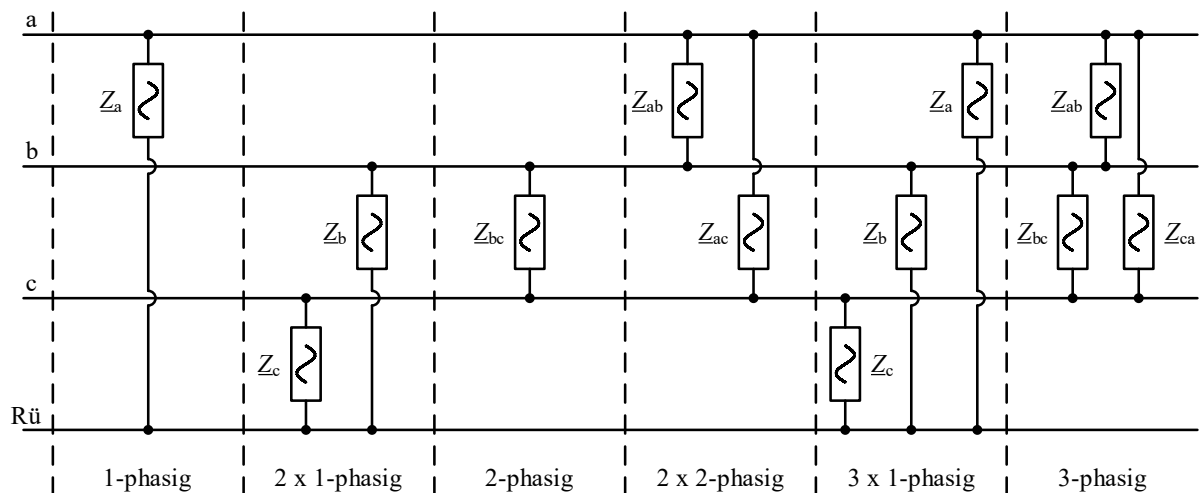 a
Z_a
Z_ab
Z_a
Z_ab
b
Z_b
Z_bc
Z_ac
Z_b
Z_bc
Z_ca
c
Z_c
Z_c
Rü
1-phasig
2 x 1-phasig
2-phasig
2 x 2-phasig
3 x 1-phasig
3-phasig